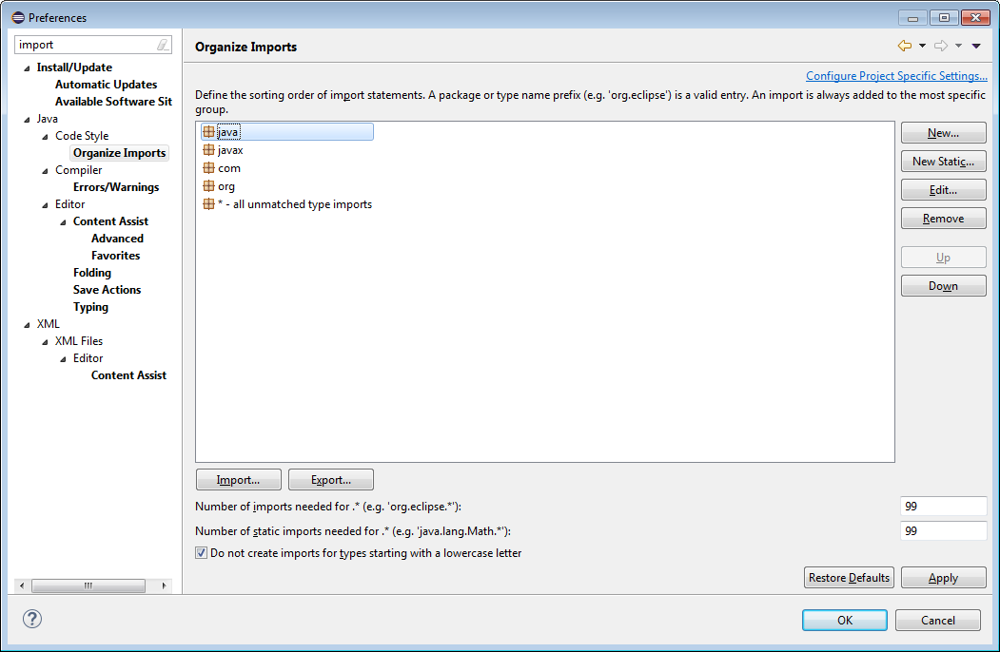 Preferences
import
Install/Update
Automatic Updates
Available Software Sit
Java
Code Style
Organize Imports
Compiler
Errors/Warnings
Editor
Content Assist
Advanced
Favorites
Folding
Save Actions
Typing
XML
XML Files
Editor
Content Assist
Organize Imports
Configure Project Specific Settings...
Define the sorting order of import statements. A package or type name prefix (e.g. 'org.eclipse') is a valid entry. An import is always added to the most specific
group.
java
javax
com
org
* - all unmatched type imports
New...
New Static...
Edit...
Remove
Up
Down
Import...
Export...
Number of imports needed for .* (e.g. 'org.eclipse.*'):
99
Number of static imports needed for .* (e.g. 'java.lang.Math.*'):
99
Do not create imports for types starting with a lowercase letter
Restore Defaults
Apply
?
OK
Cancel